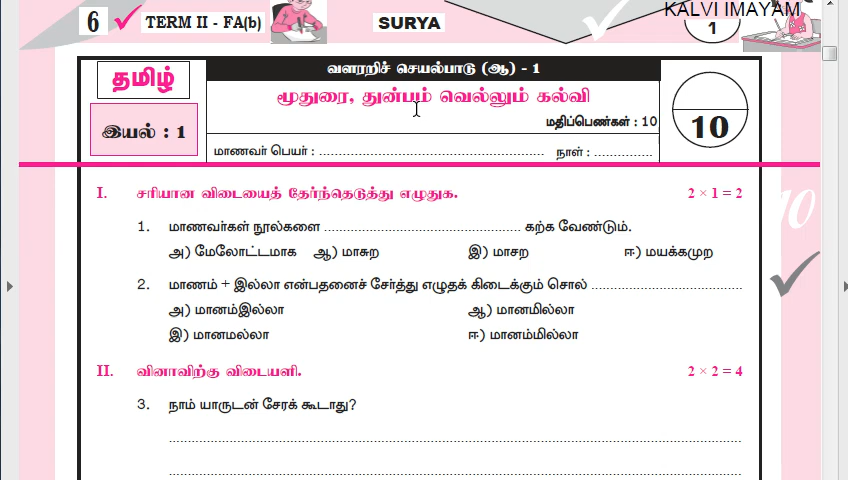 6 TERM II - FA(b) SURYA KALVI IMAYAM
1
தமிழ்
இயல் : 1
வளரறிச் செயல்பாடு (ஆ) - 1
மூதுரை, துன்பம் வெல்லும் கல்வி
மதிப்பெண்கள் : 10
10
மாணவர் பெயர் : .......................................................... நாள் : ...............
I. சரியான விடையைத் தேர்ந்தெடுத்து எழுதுக. 2 × 1 = 2
1. மாணவர்கள் நூல்களை .................................................. கற்க வேண்டும்.
அ) மேலோட்டமாக ஆ) மாசுற இ) மாசற ஈ) மயக்கமுற
2. மாணம் + இல்லா என்பதனைச் சேர்த்து எழுதக் கிடைக்கும் சொல் ......................................
அ) மானம்இல்லா ஆ) மானமில்லா
இ) மானமல்லா ஈ) மானம்மில்லா
II. வினாவிற்கு விடையளி. 2 × 2 = 4
3. நாம் யாருடன் சேரக் கூடாது?